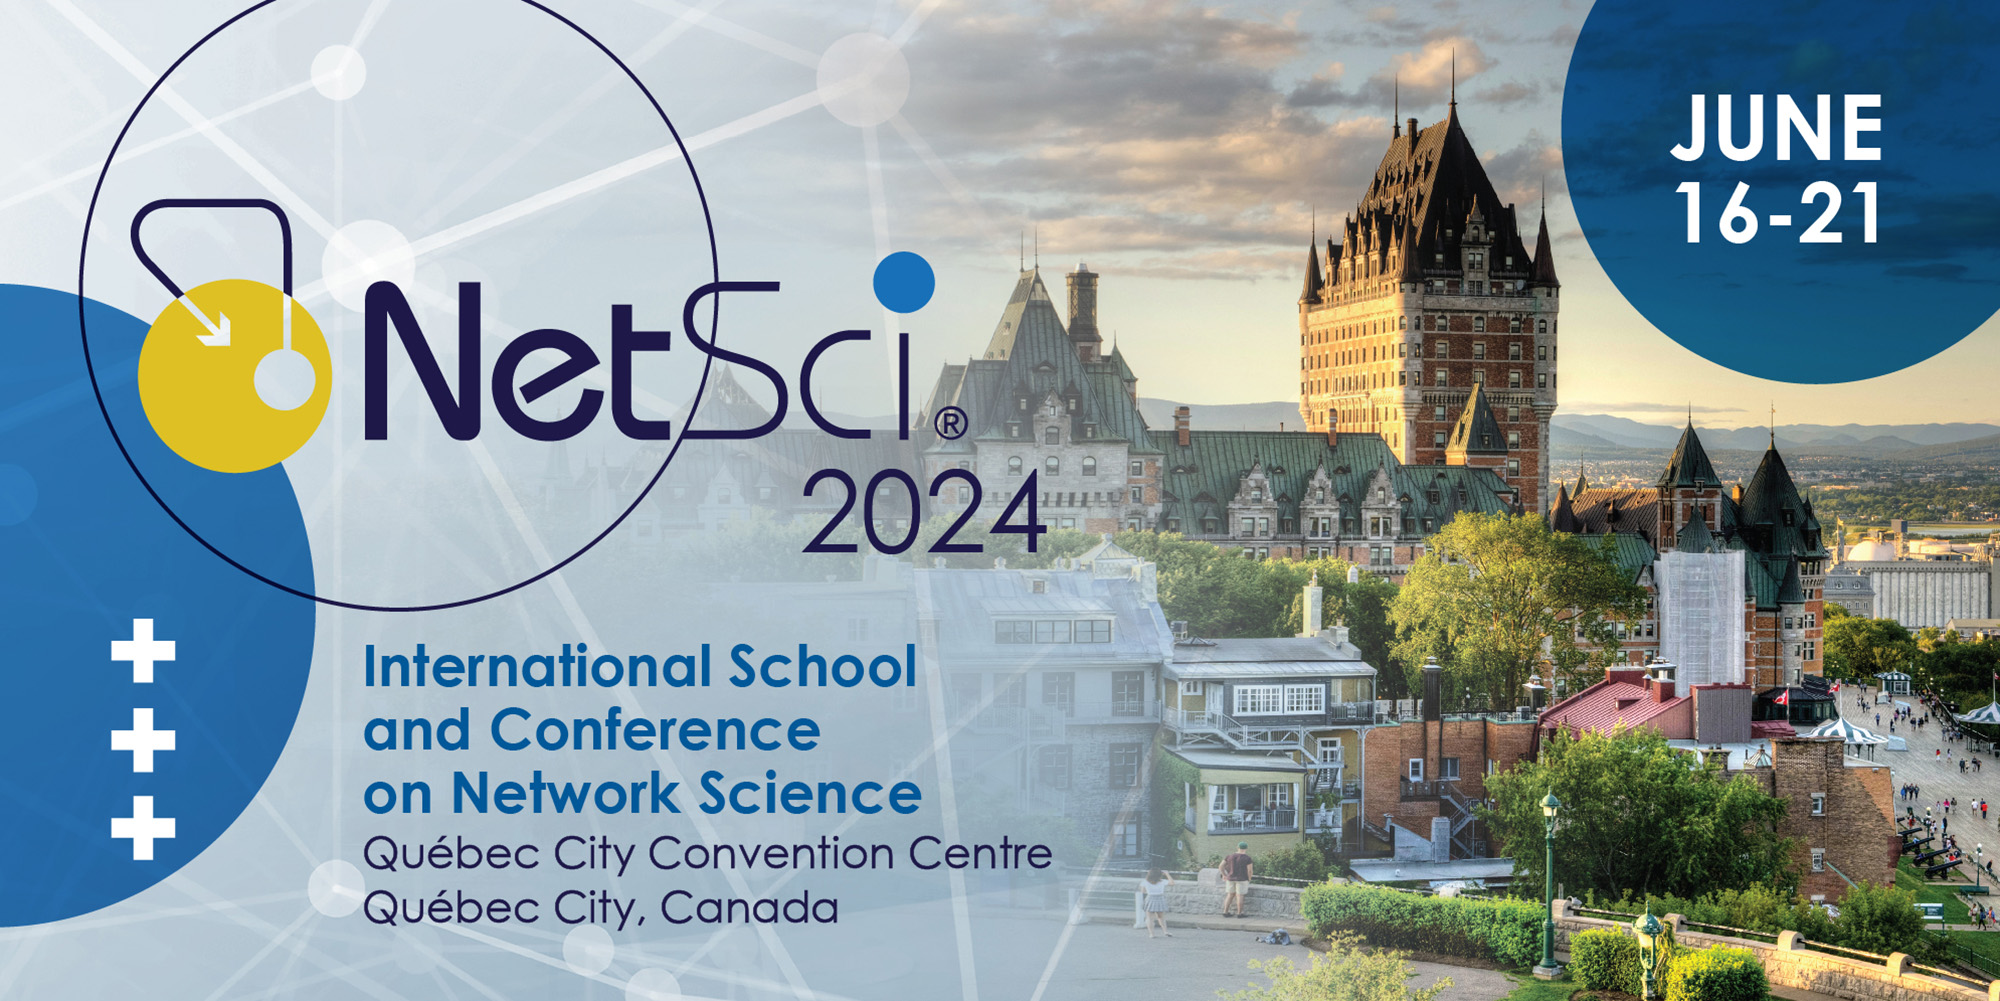 NetSci®
2024
International School
and Conference
on Network Science
Québec City Convention Centre
Québec City, Canada
JUNE
16-21